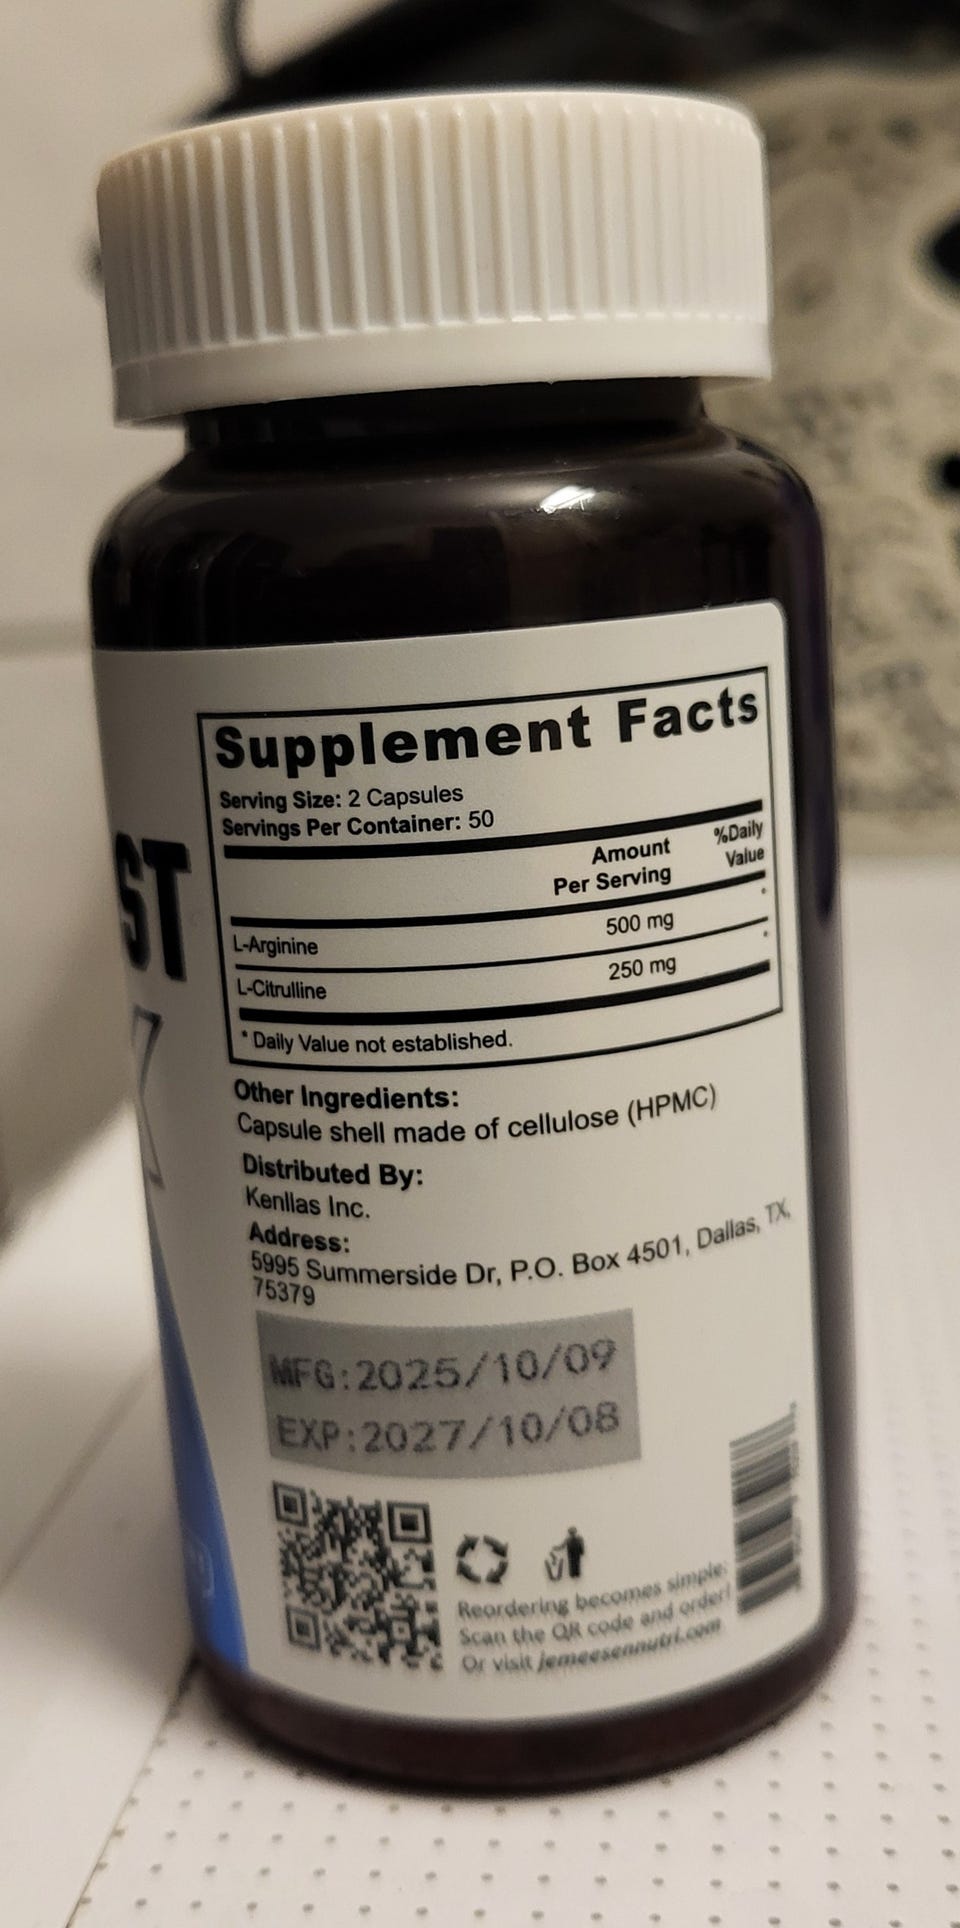 ST
Supplement Facts
Serving Size: 2 Capsules
Servings Per Container: 50
Amount Per Serving
%Daily Value
L-Arginine 500 mg *
L-Citrulline 250 mg *
* Daily Value not established.
Other Ingredients:
Capsule shell made of cellulose (HPMC)
Distributed By:
Kenllas Inc.
Address:
5995 Summerside Dr, P.O. Box 4501, Dallas, TX,
75379
MFG:2025/10/09
EXP:2027/10/08
Reordering becomes simple:
Scan the QR code and order!
Or visit jemeesennutri.com